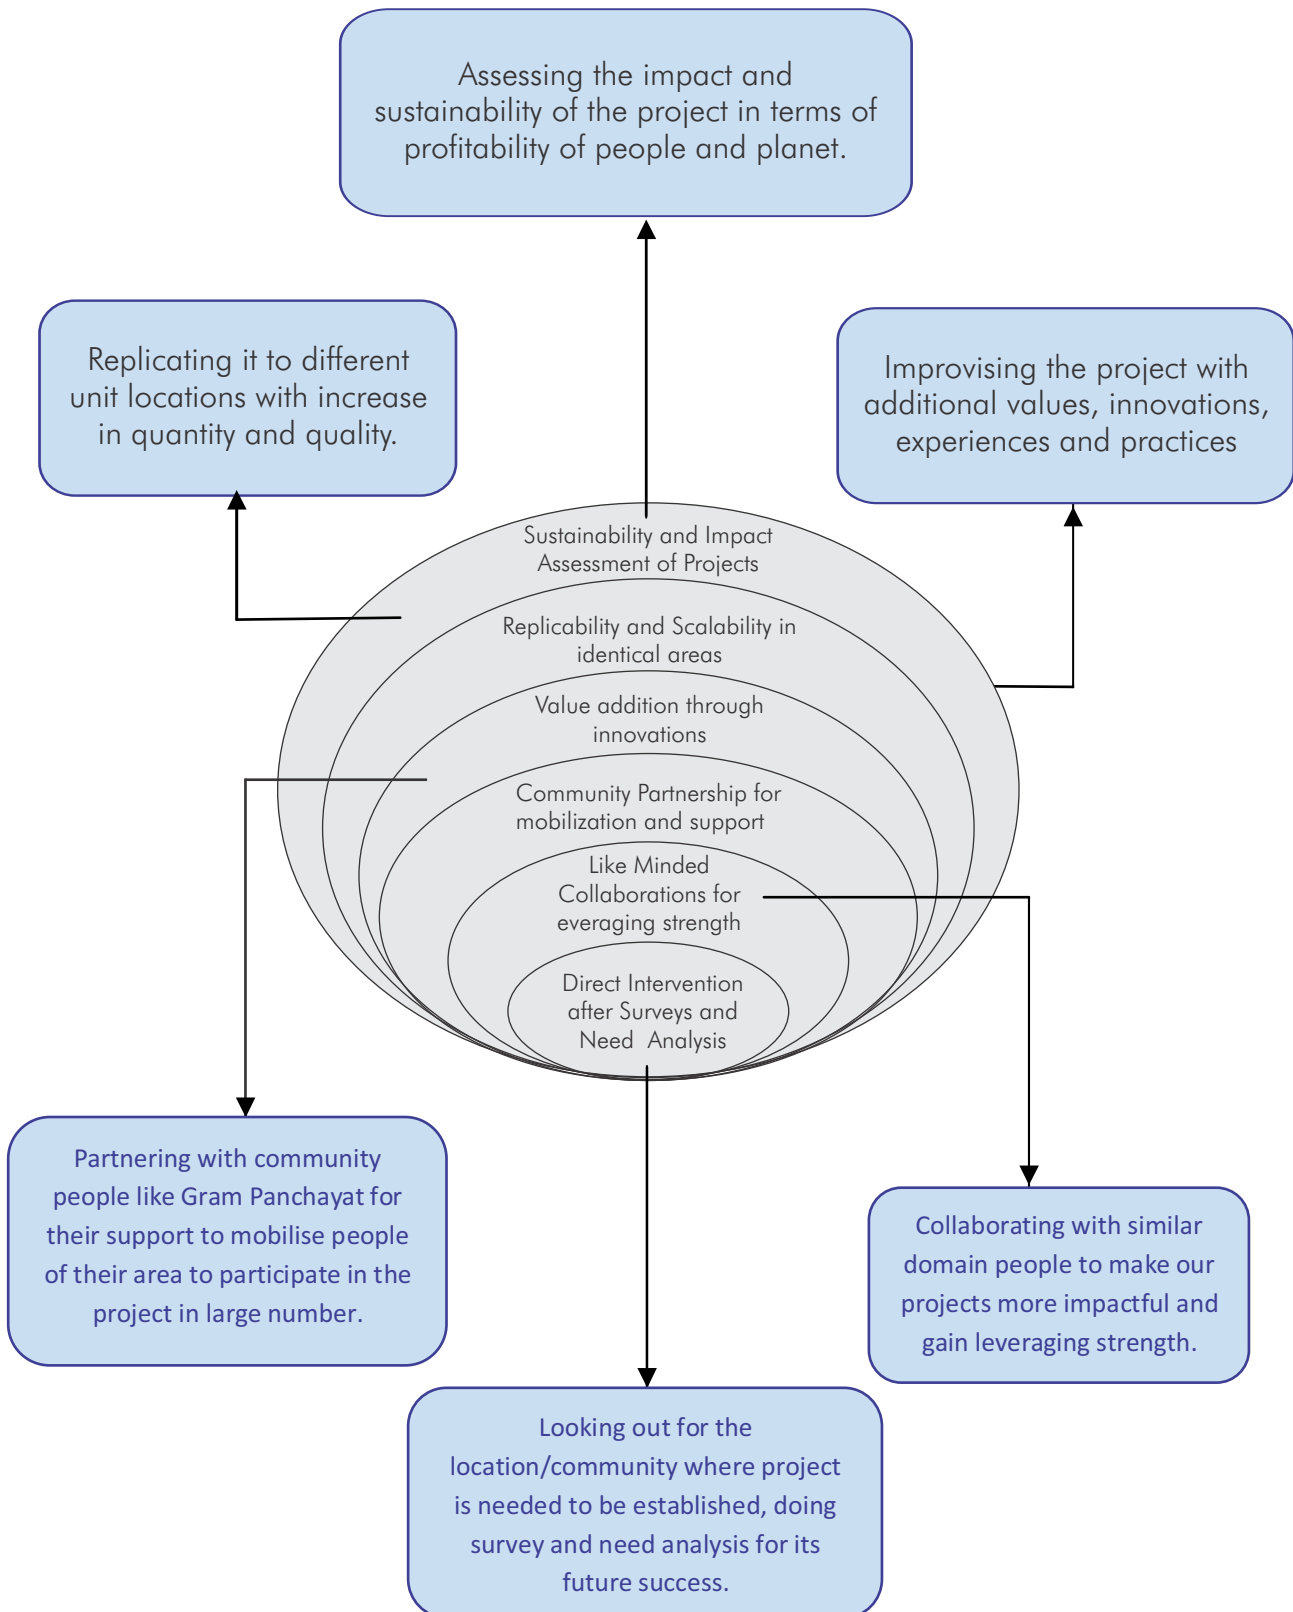 Assessing the impact and
sustainability of the project in terms of
profitability of people and planet.
Replicating it to different
unit locations with increase
in quantity and quality.
Improvising the project with
additional values, innovations,
experiences and practices
Sustainability and Impact
Assessment of Projects
Replicability and Scalability in
identical areas
Value addition through
innovations
Community Partnership for
mobilization and support
Like Minded
Collaborations for
everaging strength
Direct Intervention
after Surveys and
Need Analysis
Partnering with community
people like Gram Panchayat for
their support to mobilise people
of their area to participate in the
project in large number.
Collaborating with similar
domain people to make our
projects more impactful and
gain leveraging strength.
Looking out for the
location/community where project
is needed to be established, doing
survey and need analysis for its
future success.